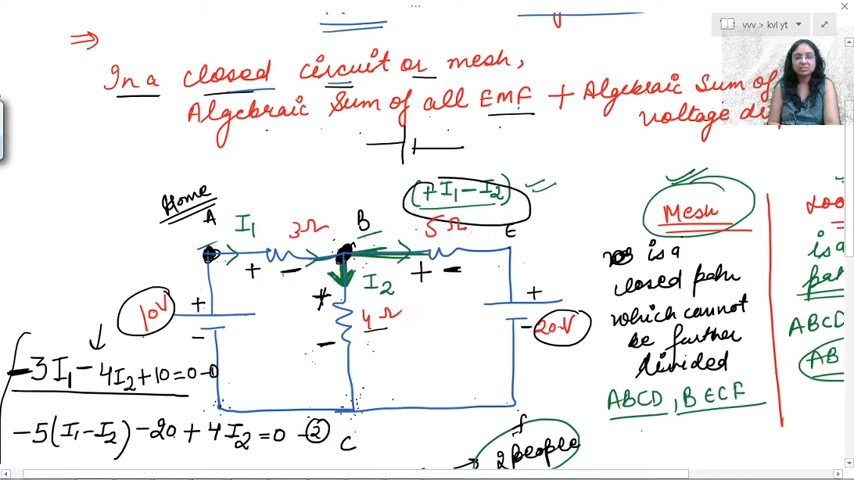 vvv > kvl yt
⇒ In a closed circuit or mesh,
Algebraic Sum of all EMF + Algebraic Sum of
voltage
Home
A
I1
3Ω
B
(+I1-I2)
5Ω
E
+ -
+ -
I2
+
4Ω
-
+
10V
-
+
- 20V
-3I1 - 4I2 + 10 = 0 -①
-5(I1-I2) - 20 + 4I2 = 0 -②
C
f
2 people
Mesh
is a
closed path
which cannot
be further
divided
ABCD, BECF
is a
ABCD
AB